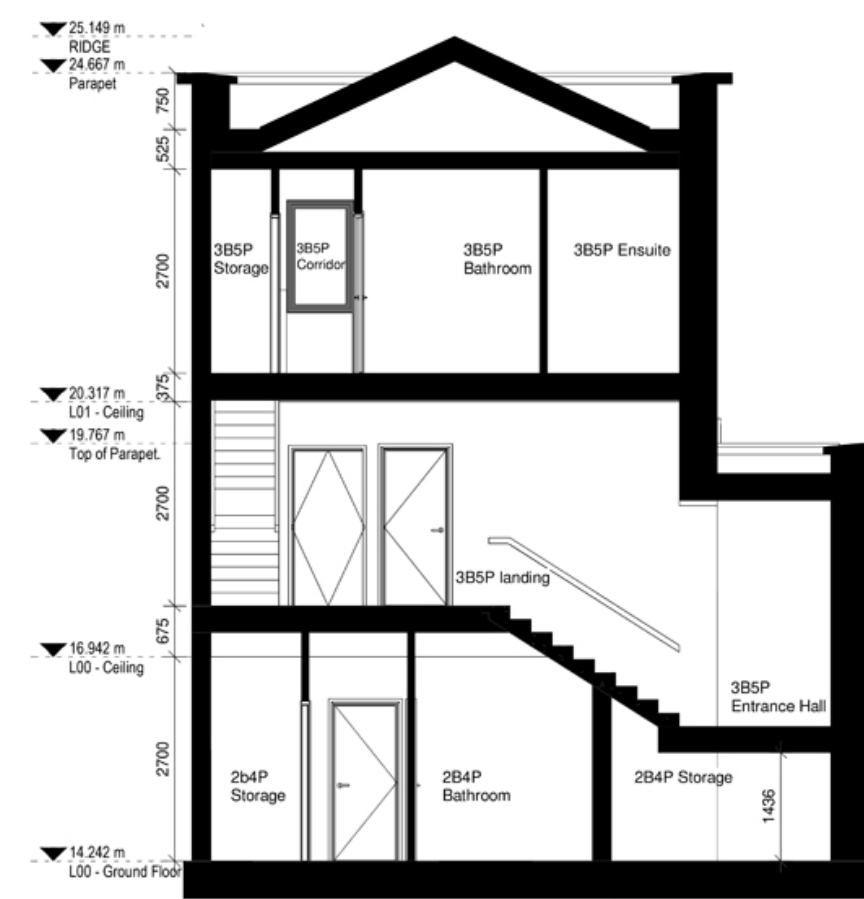 25.149 m
RIDGE
24.667 m
Parapet
750
525
2700
3B5P
Storage
3B5P
Corridor
3B5P
Bathroom
3B5P Ensuite
375
20.317 m
L01 - Ceiling
19.767 m
Top of Parapet.
2700
3B5P landing
675
16.942 m
L00 - Ceiling
3B5P
Entrance Hall
2700
2b4P
Storage
2B4P
Bathroom
2B4P Storage
1436
14.242 m
L00 - Ground Floor